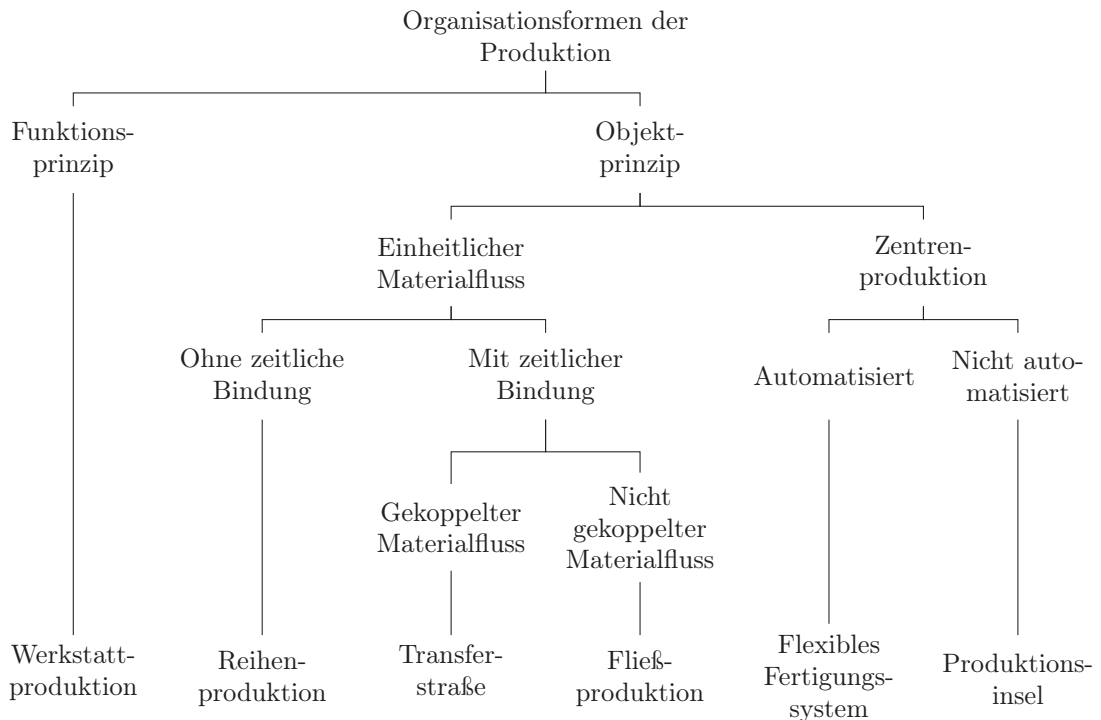 Organisationsformen der
Produktion
Funktions-
prinzip
Objekt-
prinzip
Einheitlicher
Materialfluss
Zentren-
produktion
Ohne zeitliche
Bindung
Mit zeitlicher
Bindung
Automatisiert
Nicht auto-
matisiert
Gekoppelter
Materialfluss
Nicht
gekoppelter
Materialfluss
Werkstatt-
produktion
Reihen-
produktion
Transfer-
straße
Fließ-
produktion
Flexibles
Fertigungs-
system
Produktions-
insel